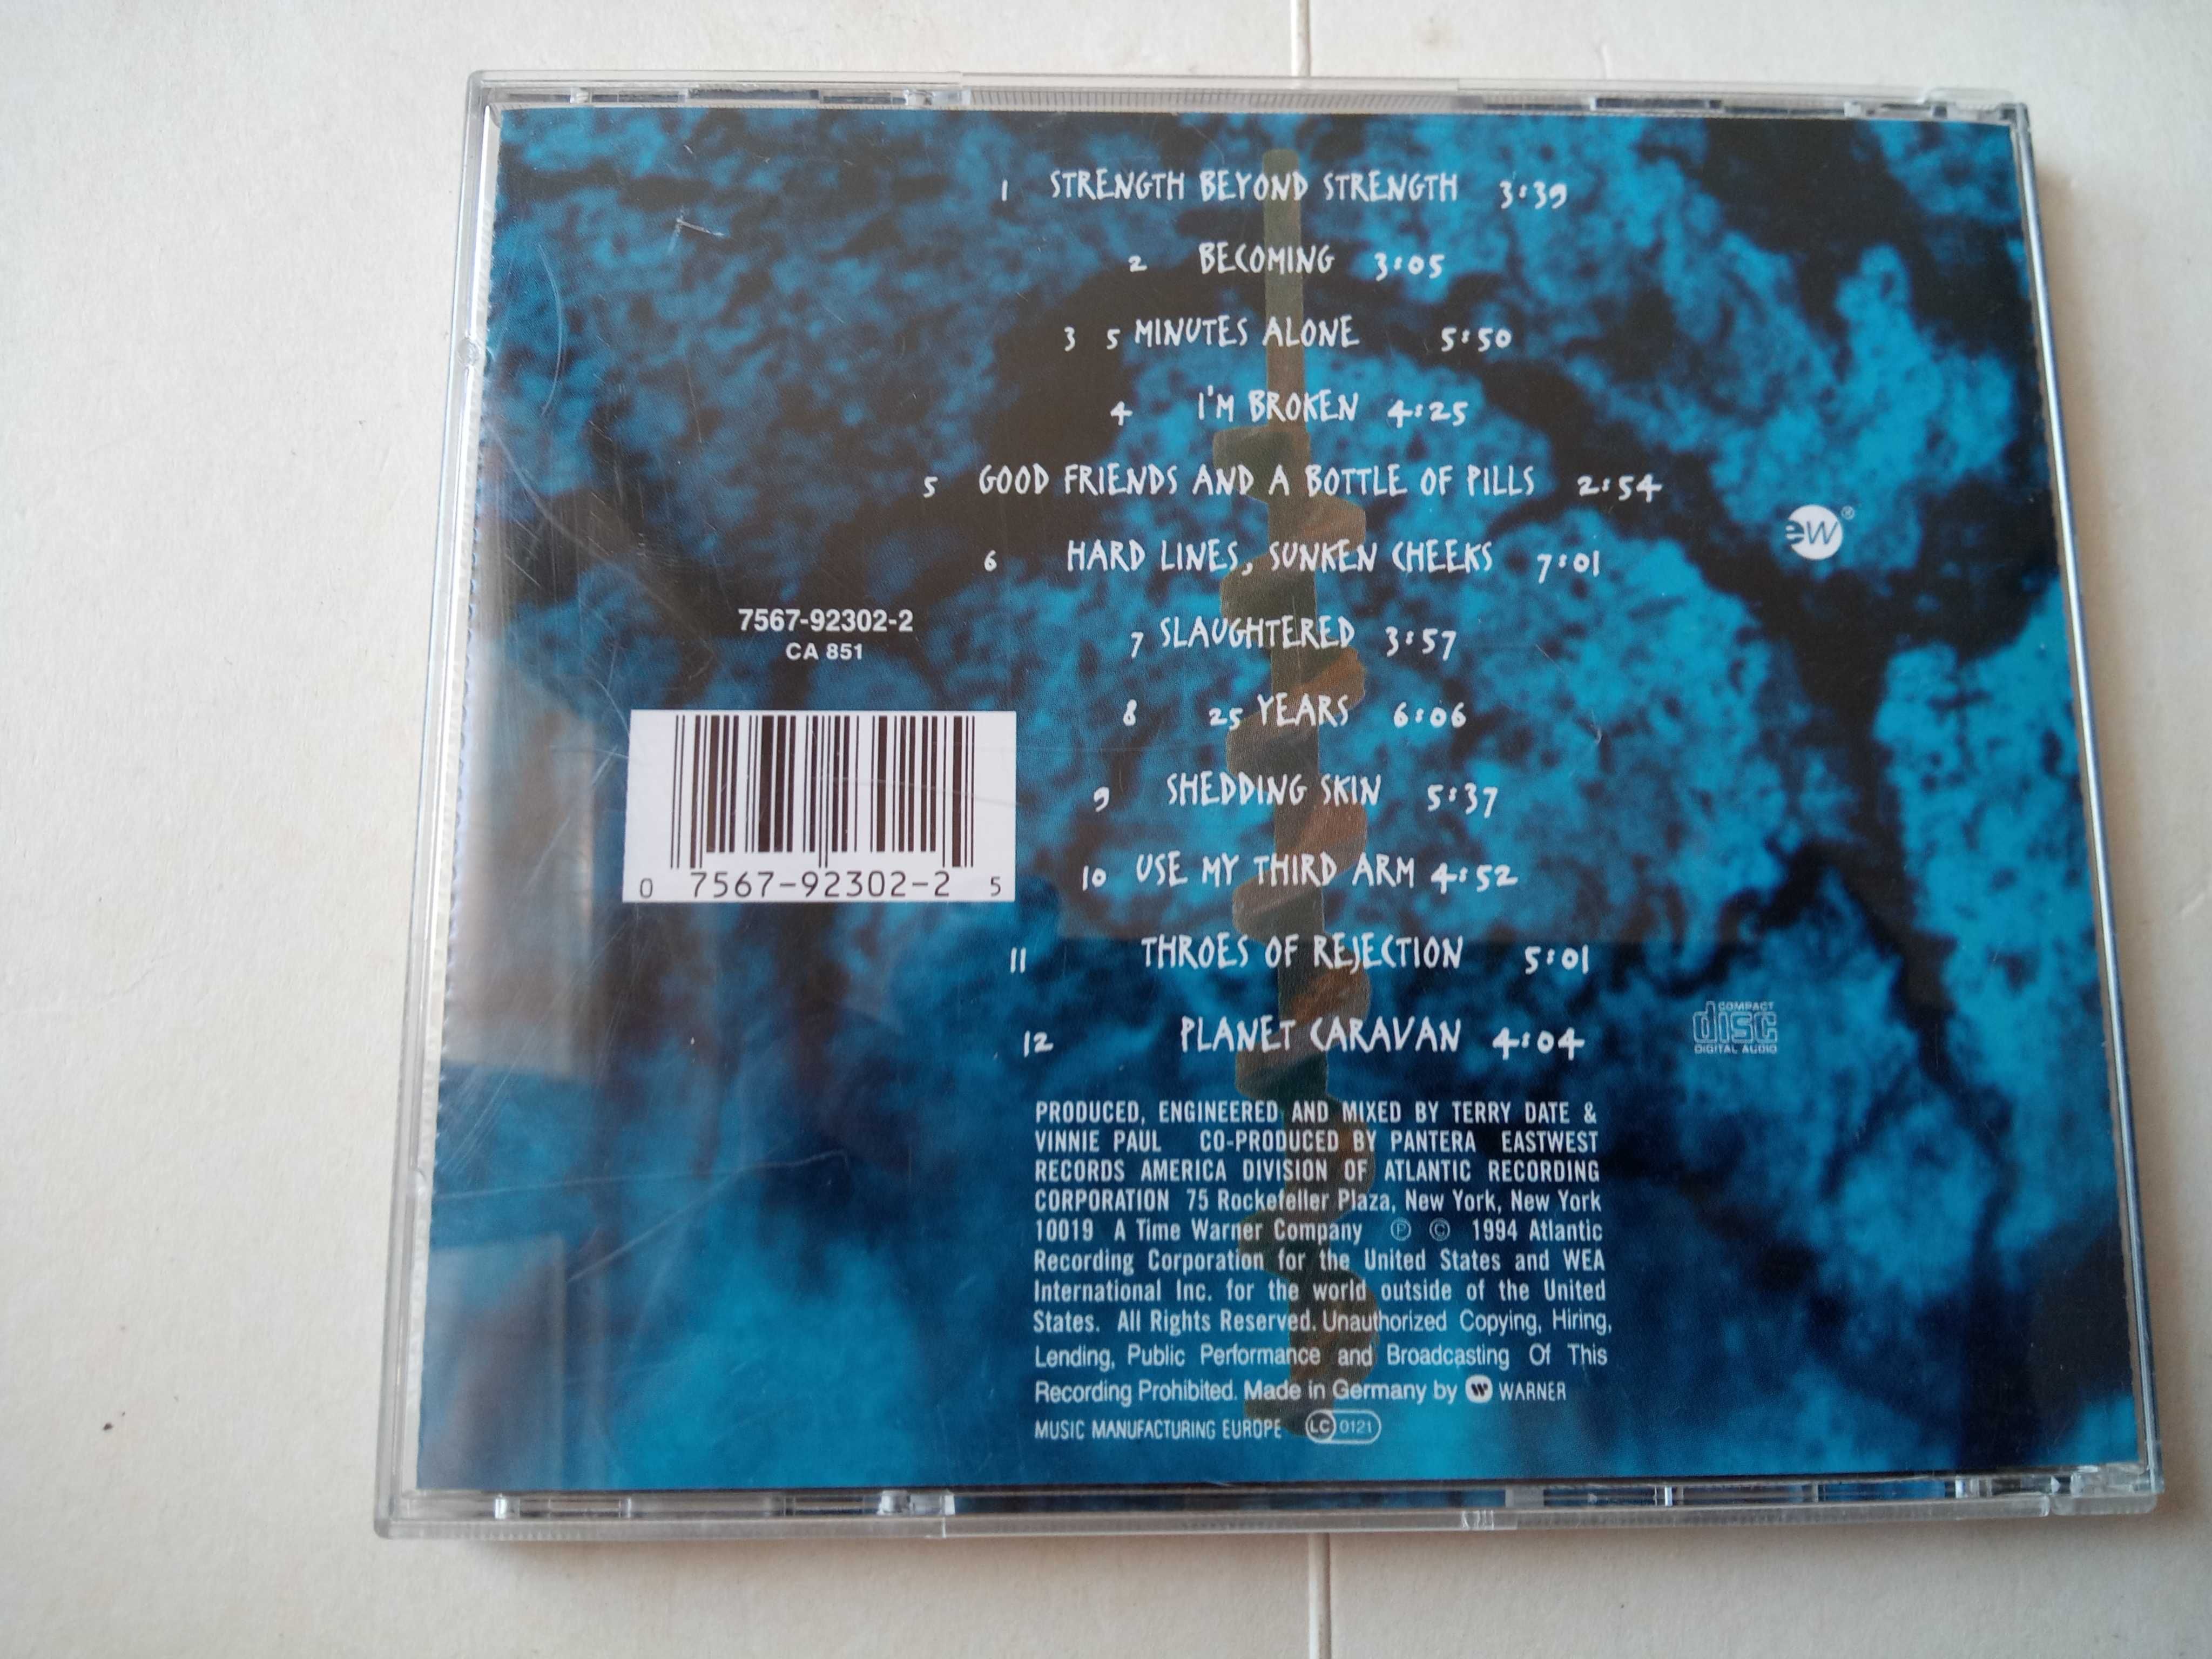 1 STRENGTH BEYOND STRENGTH 3:39
2 BECOMING 3:05
3 5 MINUTES ALONE 5:50
4 I'M BROKEN 4:25
5 GOOD FRIENDS AND A BOTTLE OF PILLS 2:54
6 HARD LINES, SUNKEN CHEEKS 7:01
7 SLAUGHTERED 3:57
8 25 YEARS 6:06
9 SHEDDING SKIN 5:37
10 USE MY THIRD ARM 4:52
11 THROES OF REJECTION 5:01
12 PLANET CARAVAN 4:04
ew®
7567-92302-2
CA 851
0 7567-92302-2 5
COMPACT
disc
DIGITAL AUDIO
PRODUCED, ENGINEERED AND MIXED BY TERRY DATE &
VINNIE PAUL CO-PRODUCED BY PANTERA EASTWEST
RECORDS AMERICA DIVISION OF ATLANTIC RECORDING
CORPORATION 75 Rockefeller Plaza, New York, New York
10019 A Time Warner Company ℗ © 1994 Atlantic
Recording Corporation for the United States and WEA
International Inc. for the world outside of the United
States. All Rights Reserved. Unauthorized Copying, Hiring,
Lending, Public Performance and Broadcasting Of This
Recording Prohibited. Made in Germany by W WARNER
MUSIC MANUFACTURING EUROPE LC 0121